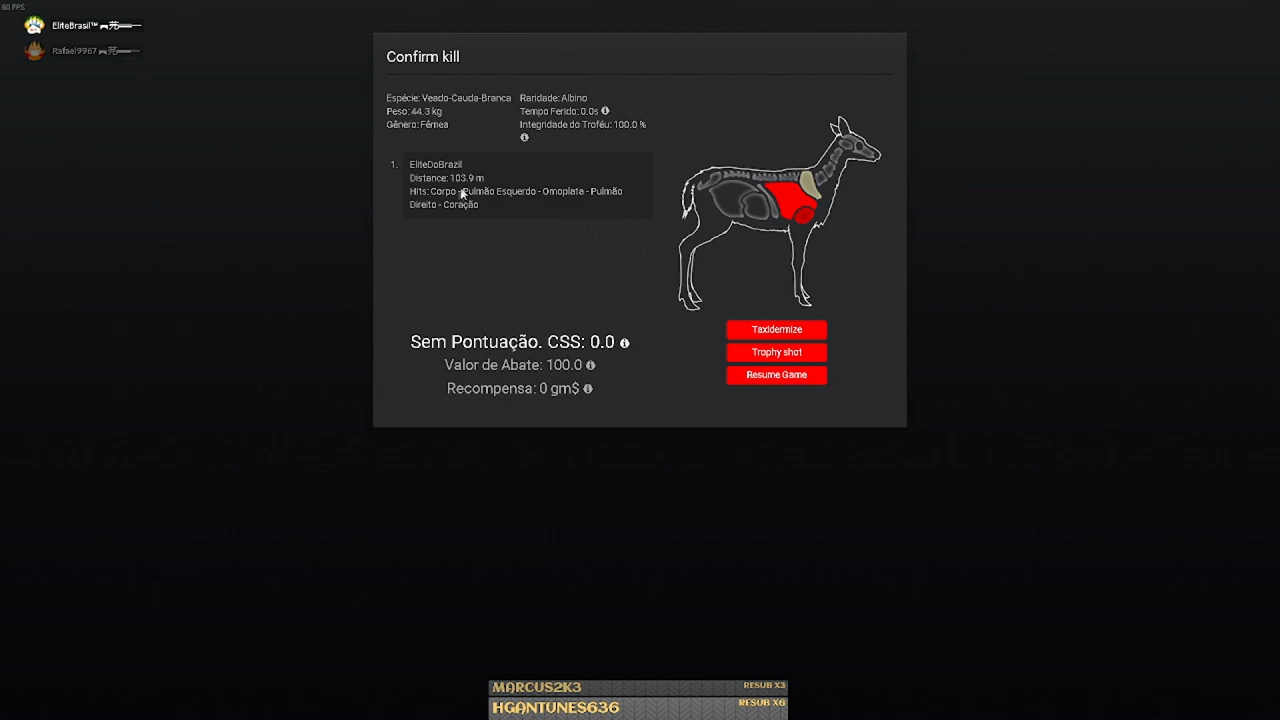 60 FPS
EliteBrasil™
Rafael9967
Confirm kill
Espécie: Veado-Cauda-Branca
Raridade: Albino
Peso: 44.3 kg
Tempo Ferido: 0.0s
Gênero: Fêmea
Integridade do Troféu: 100.0 %
1. EliteDoBrazil
Distance: 103.9 m
Hits: Corpo - Pulmão Esquerdo - Omoplata - Pulmão
Direito - Coração
Sem Pontuação. CSS: 0.0
Valor de Abate: 100.0
Recompensa: 0 gm$
Taxidermize
Trophy shot
Resume Game
MARCUS2K3 RESUB X3
HGANTUNES636 RESUB X6